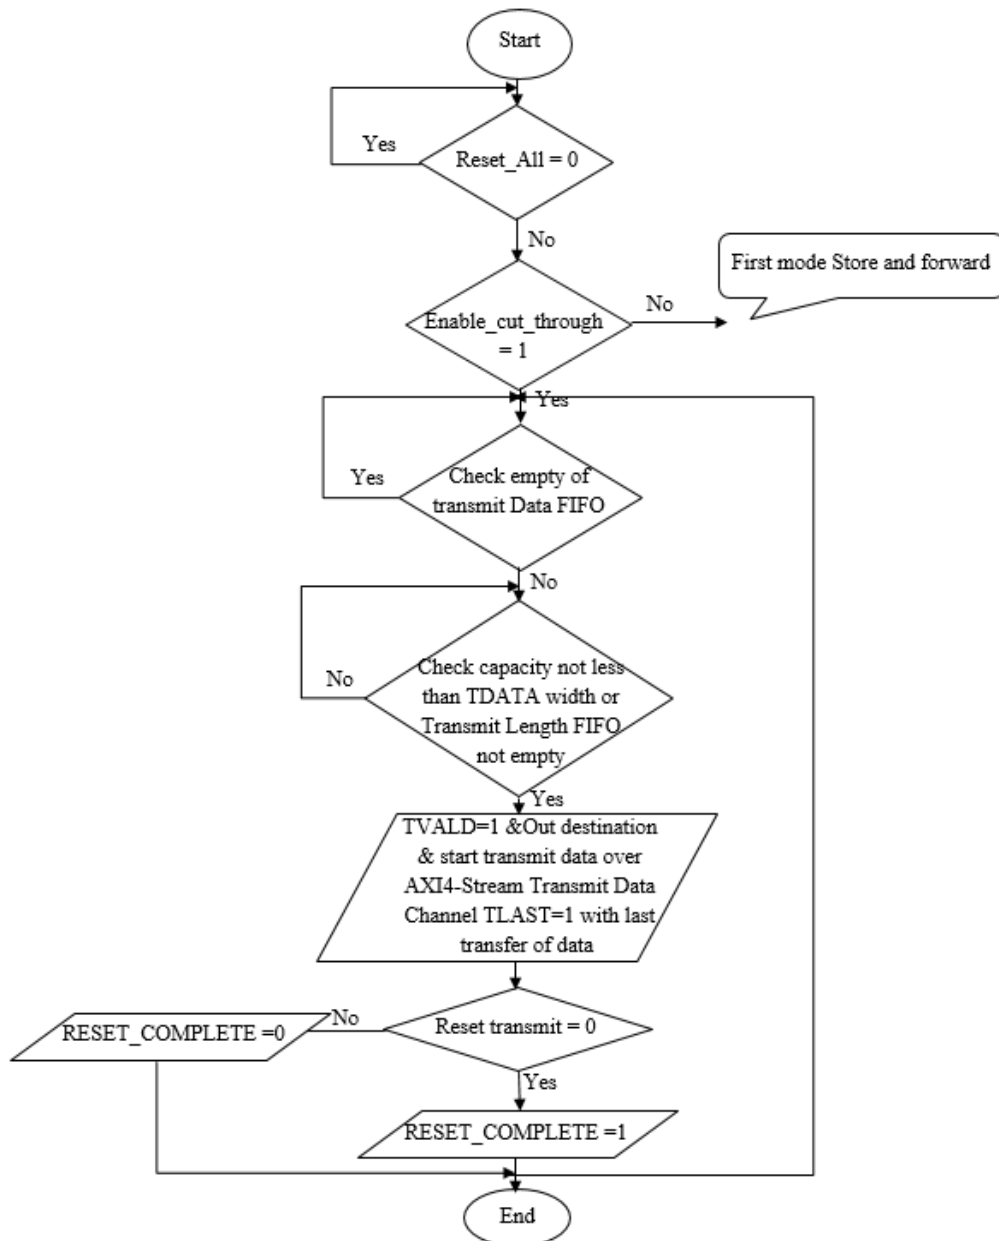 Start
Yes
Reset_All = 0
No
First mode Store and forward
No
Enable_cut_through
= 1
Yes
Yes
Check empty of
transmit Data FIFO
No
No
Check capacity not less
than TDATA width or
Transmit Length FIFO
not empty
Yes
TVALD=1 &Out destination
& start transmit data over
AXI4-Stream Transmit Data
Channel TLAST=1 with last
transfer of data
RESET_COMPLETE =0
No
Reset transmit = 0
Yes
RESET_COMPLETE =1
End